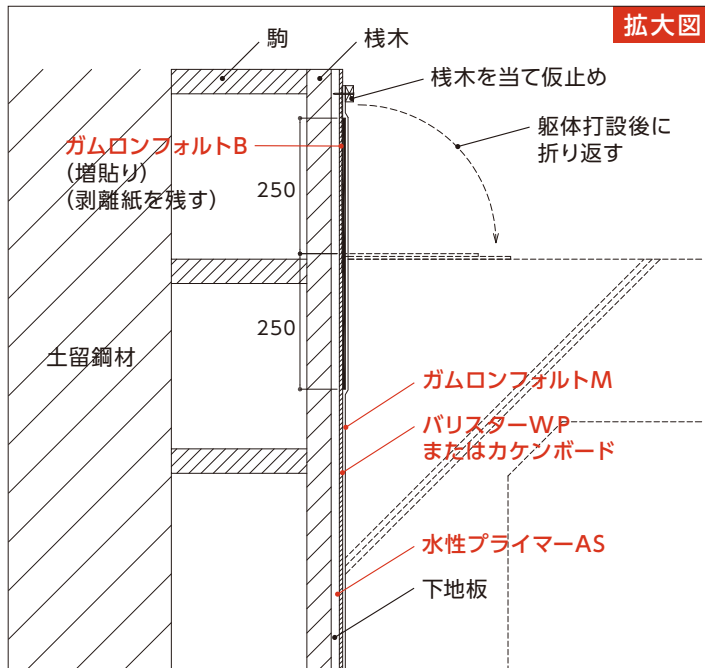 拡大図
駒
桟木
桟木を当て仮止め
躯体打設後に
折り返す
ガムロンフォルトB
(増貼り)
(剥離紙を残す)
250
250
土留鋼材
ガムロンフォルトM
バリスターWP
またはカケンボード
水性プライマーAS
下地板